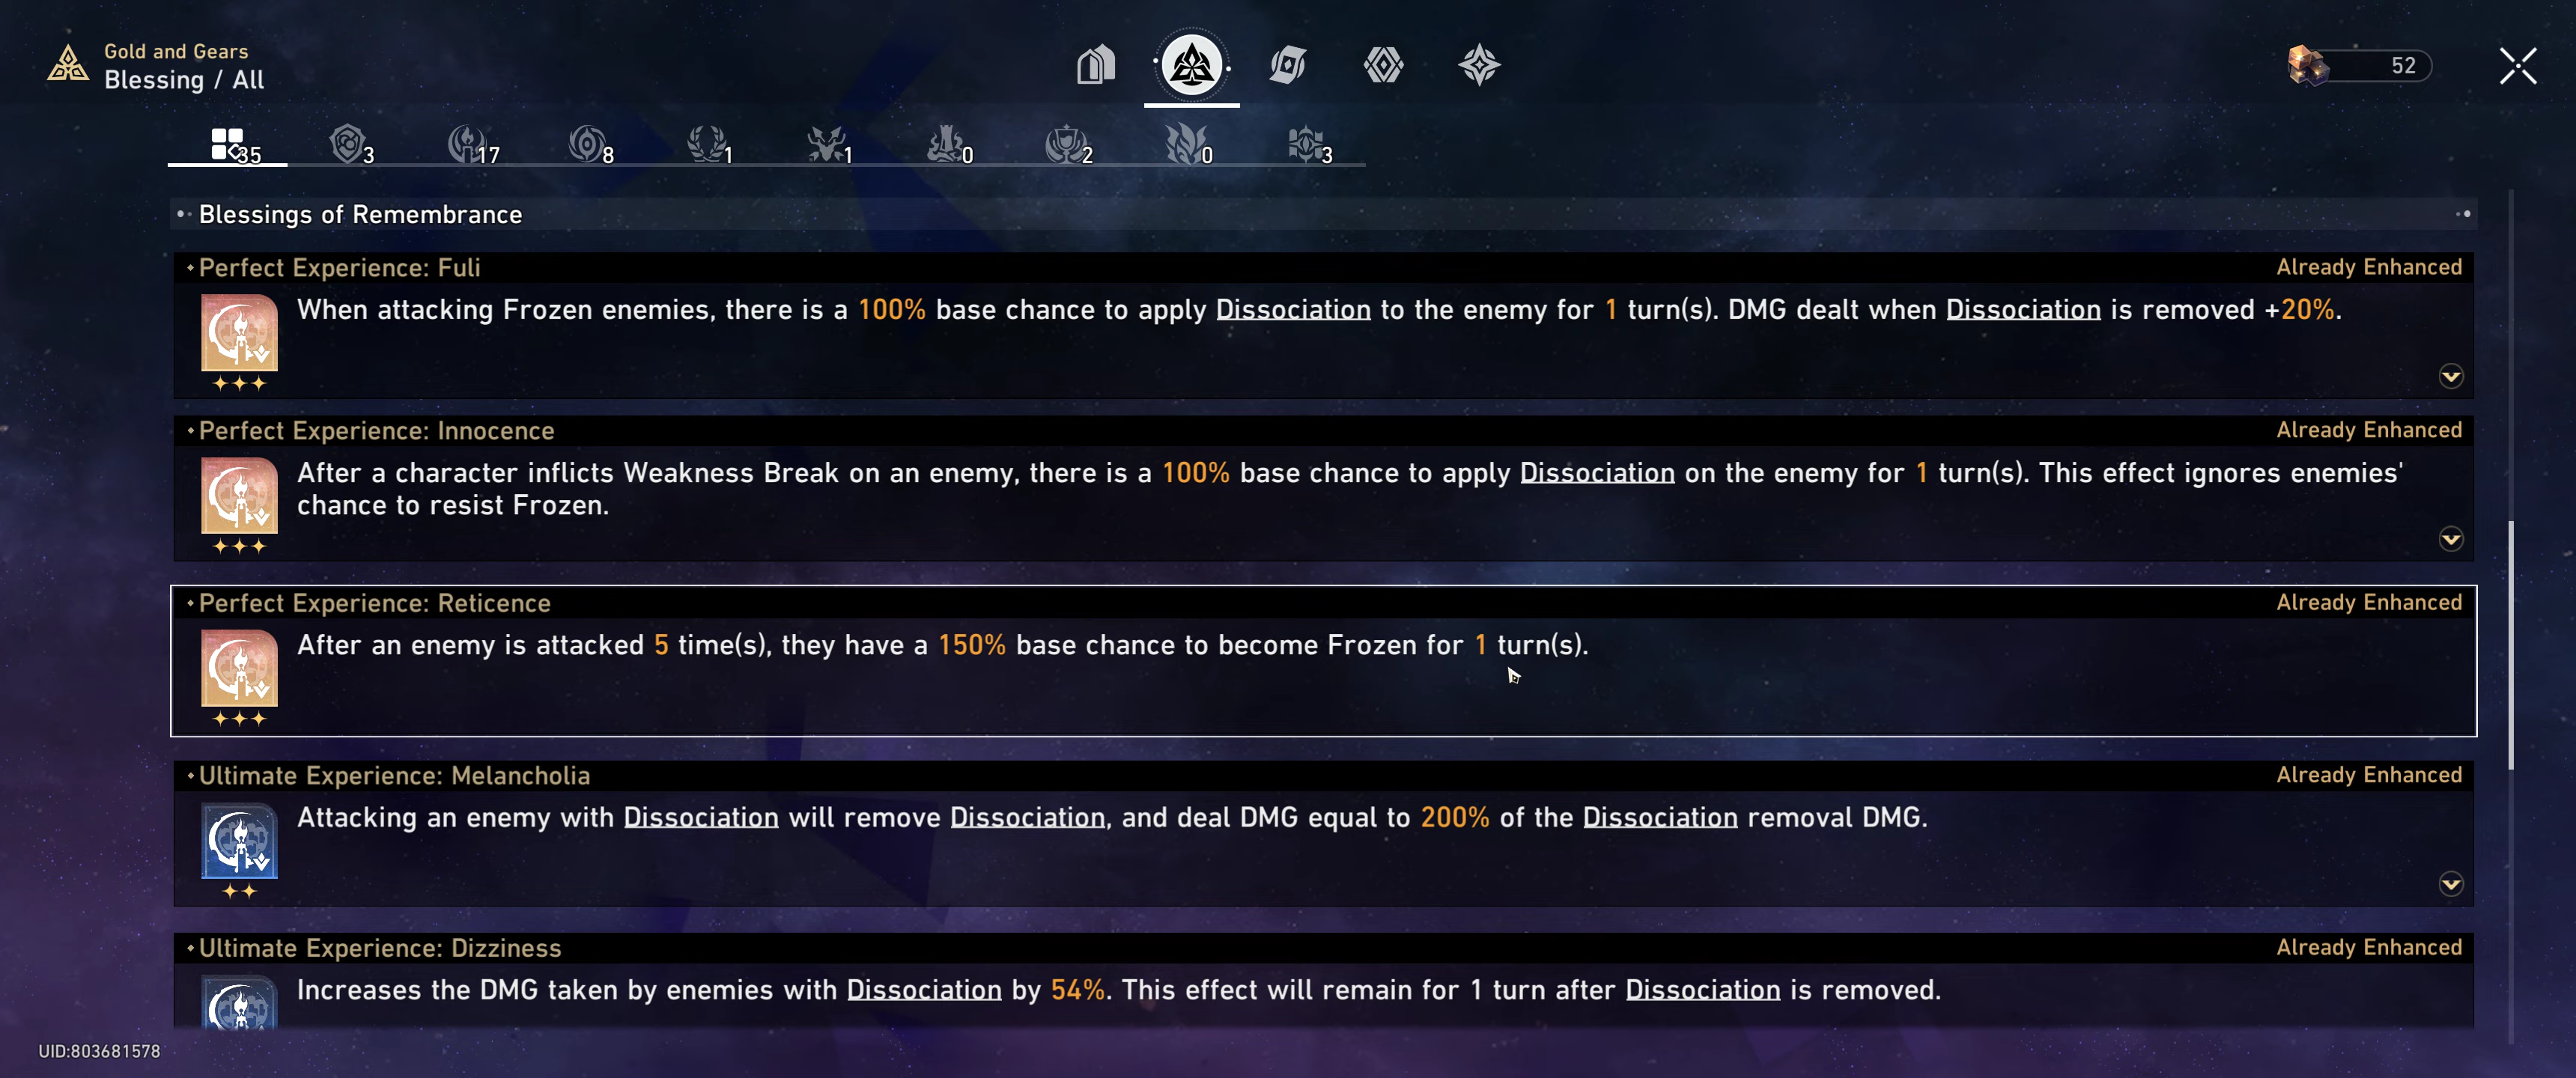 Gold and Gears
Blessing / All
52
35 3 17 8 1 1 0 2 0 3
Blessings of Remembrance
Perfect Experience: Fuli
Already Enhanced
When attacking Frozen enemies, there is a 100% base chance to apply Dissociation to the enemy for 1 turn(s). DMG dealt when Dissociation is removed +20%.
Perfect Experience: Innocence
Already Enhanced
After a character inflicts Weakness Break on an enemy, there is a 100% base chance to apply Dissociation on the enemy for 1 turn(s). This effect ignores enemies'
chance to resist Frozen.
Perfect Experience: Reticence
Already Enhanced
After an enemy is attacked 5 time(s), they have a 150% base chance to become Frozen for 1 turn(s).
Ultimate Experience: Melancholia
Already Enhanced
Attacking an enemy with Dissociation will remove Dissociation, and deal DMG equal to 200% of the Dissociation removal DMG.
Ultimate Experience: Dizziness
Already Enhanced
Increases the DMG taken by enemies with Dissociation by 54%. This effect will remain for 1 turn after Dissociation is removed.
UID:803681578